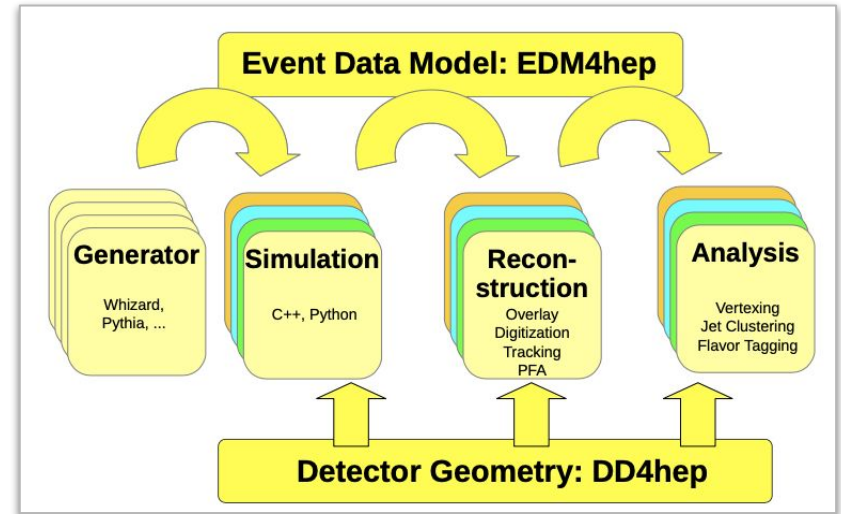 Event Data Model: EDM4hep
Generator
Whizard,
Pythia, ...
Simulation
C++, Python
Recon-
struction
Overlay
Digitization
Tracking
PFA
Analysis
Vertexing
Jet Clustering
Flavor Tagging
Detector Geometry: DD4hep